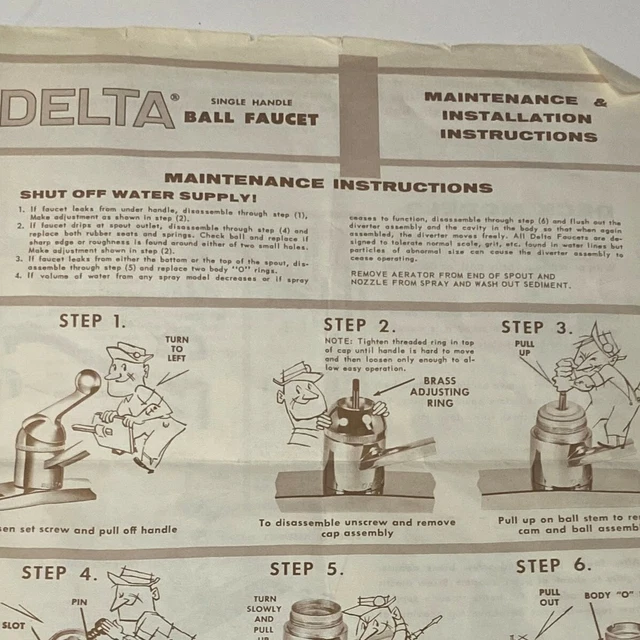 DELTA®
SINGLE HANDLE
BALL FAUCET
MAINTENANCE &
INSTALLATION
INSTRUCTIONS
MAINTENANCE INSTRUCTIONS
SHUT OFF WATER SUPPLY!
1. If faucet leaks from under handle, disassemble through step (1),
Make adjustment as shown in step (2).
2. If faucet drips at spout outlet, disassemble through step (4) and
replace both rubber seats and springs. Check ball and replace if
sharp edge or roughness is found around either of two small holes.
Make adjustment shown in step (2).
3. If faucet leaks from either the bottom or the top of the spout, dis-
assemble through step (5) and replace two body "O" rings.
4. If volume of water from any spray model decreases or if spray
ceases to function, disassemble through step (6) and flush out the
diverter assembly and the cavity in the body so that when again
assembled, the diverter moves freely. All Delta Faucets are de-
signed to tolerate normal scale, grit, etc. found in water lines but
particles of abnormal size can cause the diverter assembly to
cease operating.
REMOVE AERATOR FROM END OF SPOUT AND
NOZZLE FROM SPRAY AND WASH OUT SEDIMENT.
STEP 1.
TURN
TO
LEFT
sen set screw and pull off handle
STEP 2.
NOTE: Tighten threaded ring in top
of cap until handle is hard to move
and then loosen only enough to al-
low easy operation.
BRASS
ADJUSTING
RING
To disassemble unscrew and remove
cap assembly
STEP 3.
PULL
UP
Pull up on ball stem to re
cam and ball assemb
STEP 4.
SLOT
PIN
STEP 5.
TURN
SLOWLY
AND
PULL
UP
STEP 6.
PULL
OUT
BODY "O"